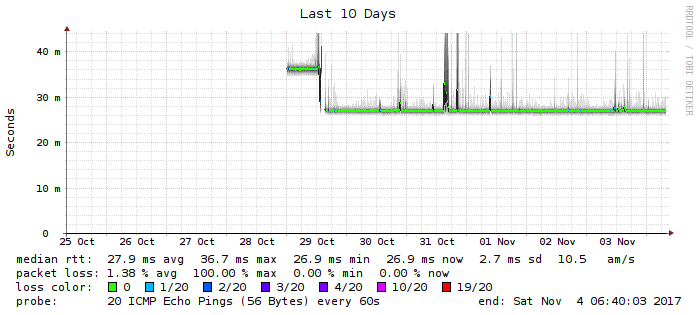 Last 10 Days
RRDTOOL / TOBI OETIKER
Seconds
40 m
30 m
20 m
10 m
0
25 Oct 26 Oct 27 Oct 28 Oct 29 Oct 30 Oct 31 Oct 01 Nov 02 Nov 03 Nov
median rtt: 27.9 ms avg 36.7 ms max 26.9 ms min 26.9 ms now 2.7 ms sd 10.5 am/s
packet loss: 1.38 % avg 100.00 % max 0.00 % min 0.00 % now
loss color: 0 1/20 2/20 3/20 4/20 10/20 19/20
probe: 20 ICMP Echo Pings (56 Bytes) every 60s end: Sat Nov 4 06:40:03 2017